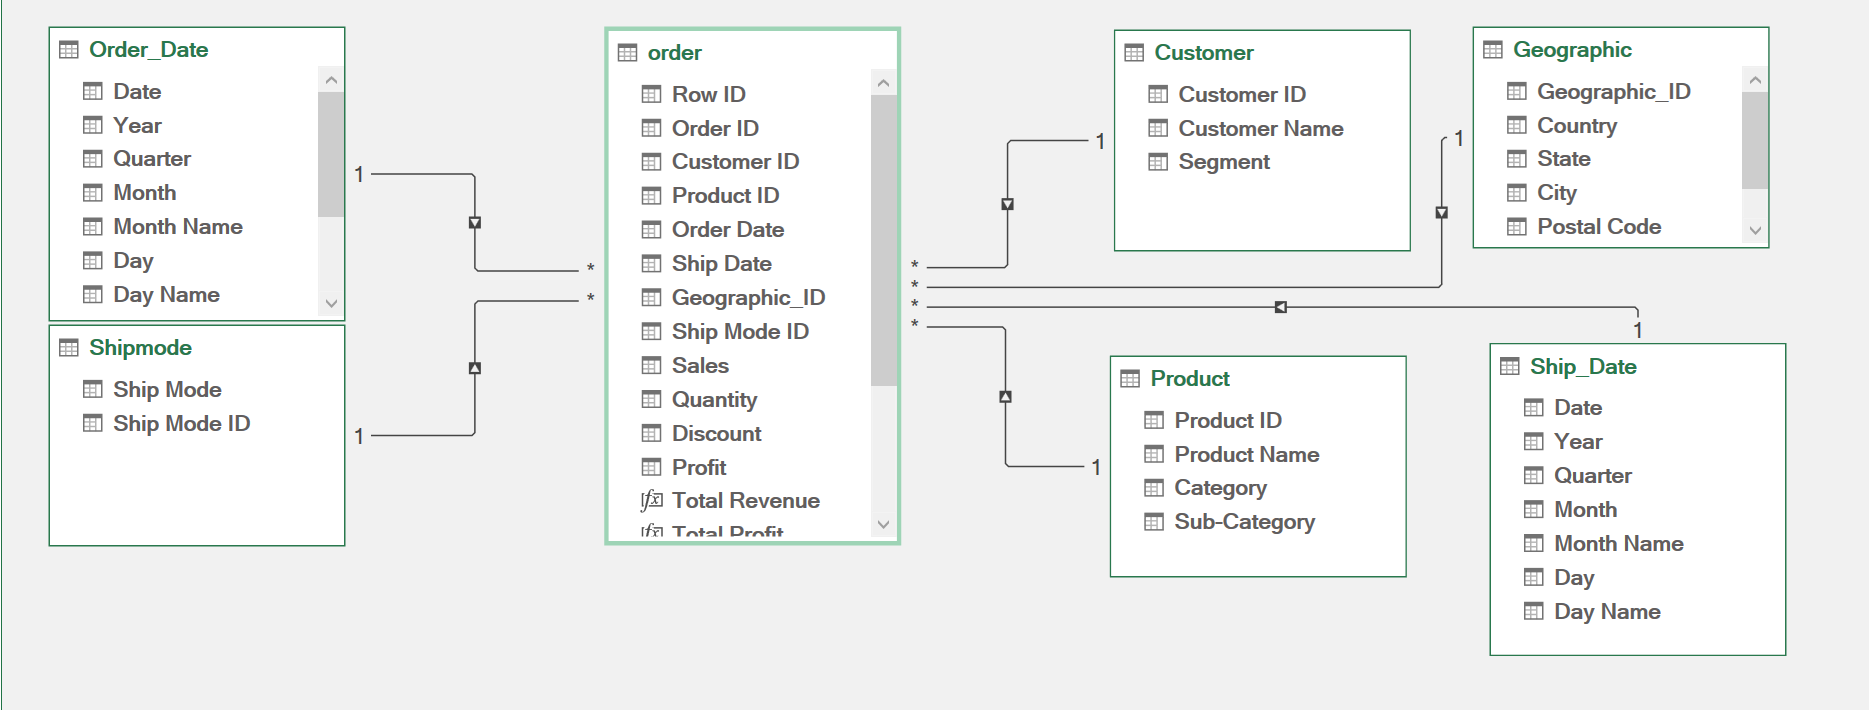 Order_Date
Date
Year
Quarter
Month
Month Name
Day
Day Name
1
*
Shipmode
Ship Mode
Ship Mode ID
1
*
order
Row ID
Order ID
Customer ID
Product ID
Order Date
Ship Date
Geographic_ID
Ship Mode ID
Sales
Quantity
Discount
Profit
fx Total Revenue
fx Total Profit
*
*
*
*
Customer
Customer ID
Customer Name
Segment
1
Geographic
Geographic_ID
Country
State
City
Postal Code
1
Product
Product ID
Product Name
Category
Sub-Category
1
Ship_Date
Date
Year
Quarter
Month
Month Name
Day
Day Name
1